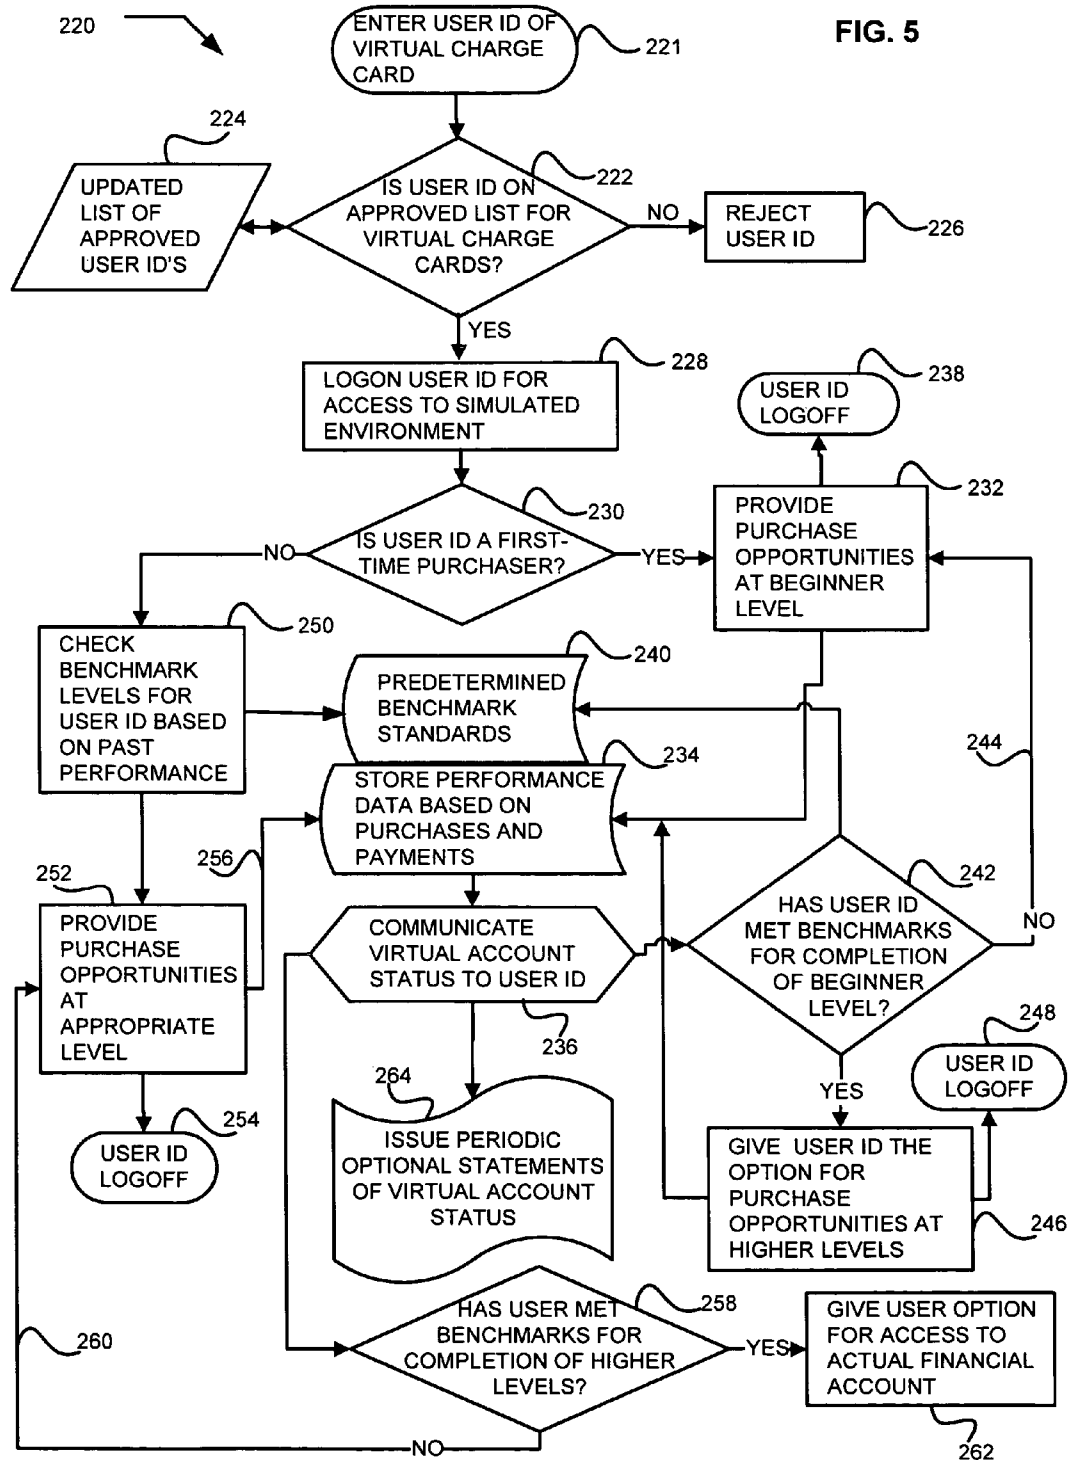 220
FIG. 5
ENTER USER ID OF
VIRTUAL CHARGE
CARD
221
224
UPDATED
LIST OF
APPROVED
USER ID'S
IS USER ID ON
APPROVED LIST FOR
VIRTUAL CHARGE
CARDS?
222
NO
REJECT
USER ID
226
YES
LOGON USER ID FOR
ACCESS TO SIMULATED
ENVIRONMENT
228
USER ID
LOGOFF
238
IS USER ID A FIRST-
TIME PURCHASER?
230
NO
YES
PROVIDE
PURCHASE
OPPORTUNITIES
AT BEGINNER
LEVEL
232
CHECK
BENCHMARK
LEVELS FOR
USER ID BASED
ON PAST
PERFORMANCE
250
PREDETERMINED
BENCHMARK
STANDARDS
240
STORE PERFORMANCE
DATA BASED ON
PURCHASES AND
PAYMENTS
234
244
256
252
PROVIDE
PURCHASE
OPPORTUNITIES
AT
APPROPRIATE
LEVEL
COMMUNICATE
VIRTUAL ACCOUNT
STATUS TO USER ID
236
HAS USER ID
MET BENCHMARKS
FOR COMPLETION
OF BEGINNER
LEVEL?
242
NO
YES
USER ID
LOGOFF
248
USER ID
LOGOFF
254
264
ISSUE PERIODIC
OPTIONAL STATEMENTS
OF VIRTUAL ACCOUNT
STATUS
GIVE USER ID THE
OPTION FOR
PURCHASE
OPPORTUNITIES AT
HIGHER LEVELS
246
260
HAS USER MET
BENCHMARKS FOR
COMPLETION OF HIGHER
LEVELS?
258
YES
GIVE USER OPTION
FOR ACCESS TO
ACTUAL FINANCIAL
ACCOUNT
262
NO